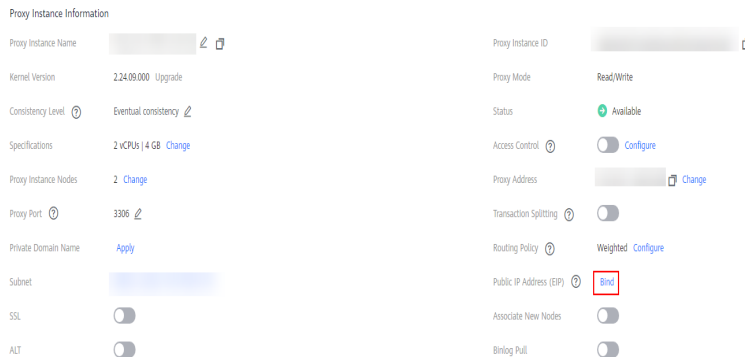 Proxy Instance Information
Proxy Instance Name
Proxy Instance ID
Kernel Version 2.24.09.000 Upgrade
Proxy Mode Read/Write
Consistency Level ? Eventual consistency
Status Available
Specifications 2 vCPUs | 4 GB Change
Access Control ? Configure
Proxy Instance Nodes 2 Change
Proxy Address Change
Proxy Port ? 3306
Transaction Splitting ?
Private Domain Name Apply
Routing Policy ? Weighted Configure
Subnet
Public IP Address (EIP) ? Bind
SSL
Associate New Nodes
ALT
Binlog Pull